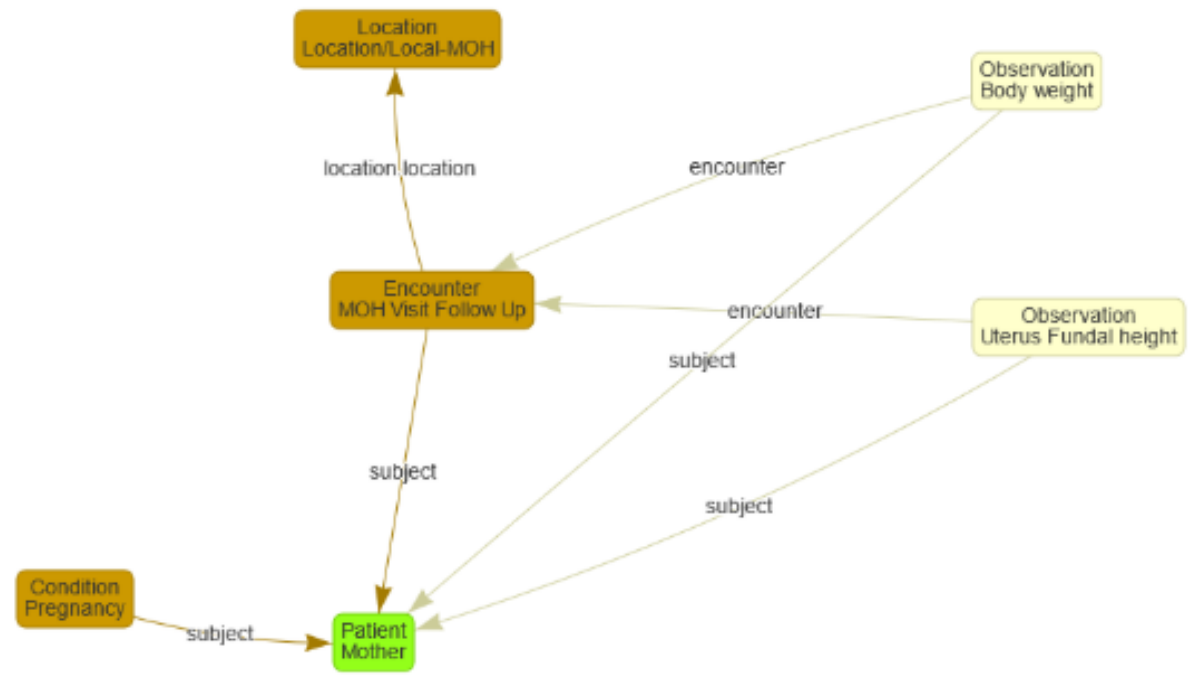 Location
Location/Local-MOH
Observation
Body weight
location location
encounter
Encounter
MOH Visit Follow Up
encounter
Observation
Uterus Fundal height
subject
subject
subject
Condition
Pregnancy
subject
Patient
Mother